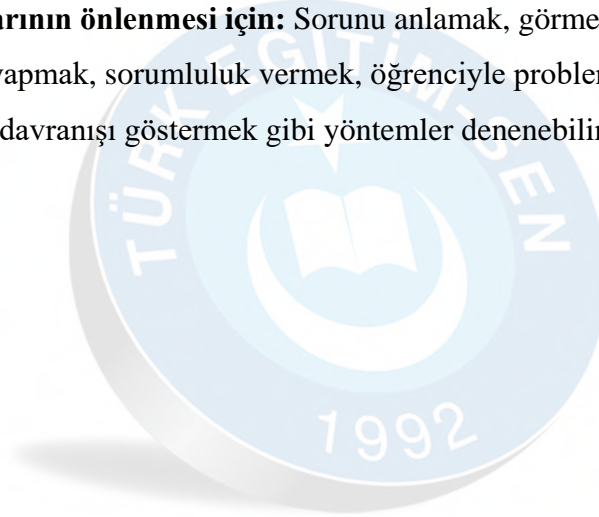 arının önlenmesi için: Sorunu anlamak, görme
yapmak, sorumluluk vermek, öğrenciyle problem
davranışı göstermek gibi yöntemler denenebilir
TÜRK EĞİTİM-SEN
1992